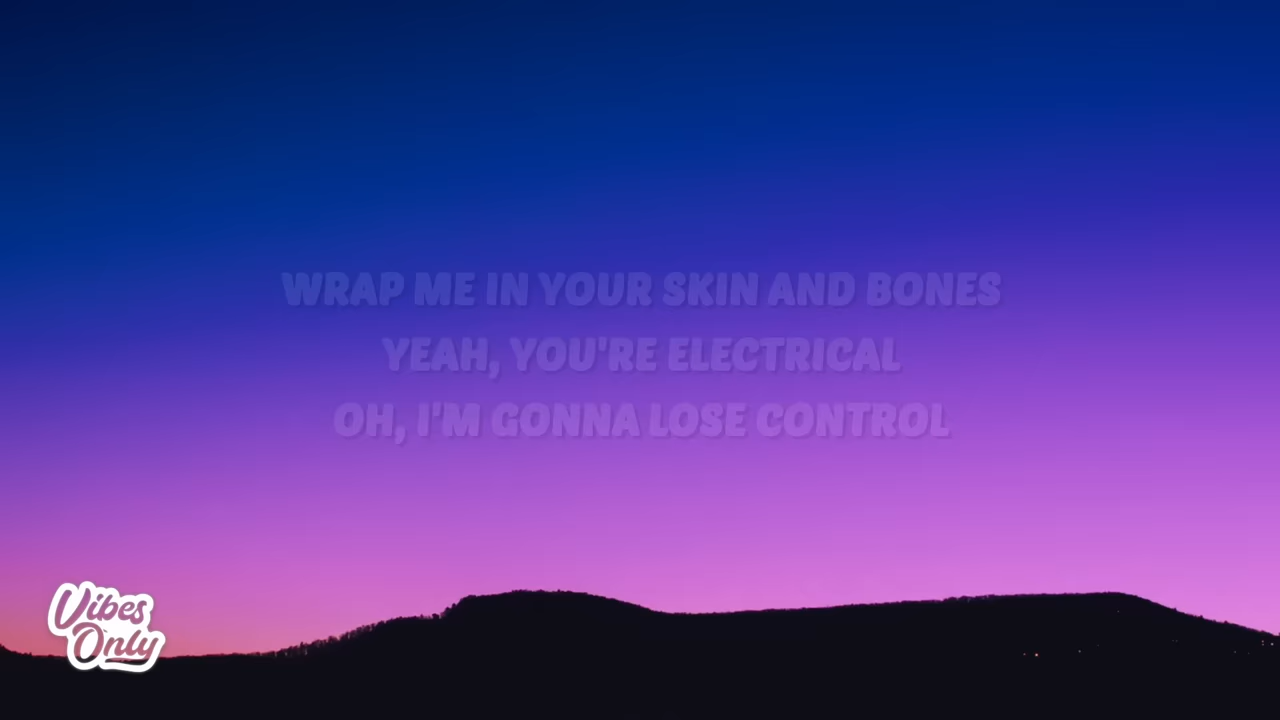 WRAP ME IN YOUR SKIN AND BONES
YEAH, YOU'RE ELECTRICAL
OH, I'M GONNA LOSE CONTROL
Vibes
Only